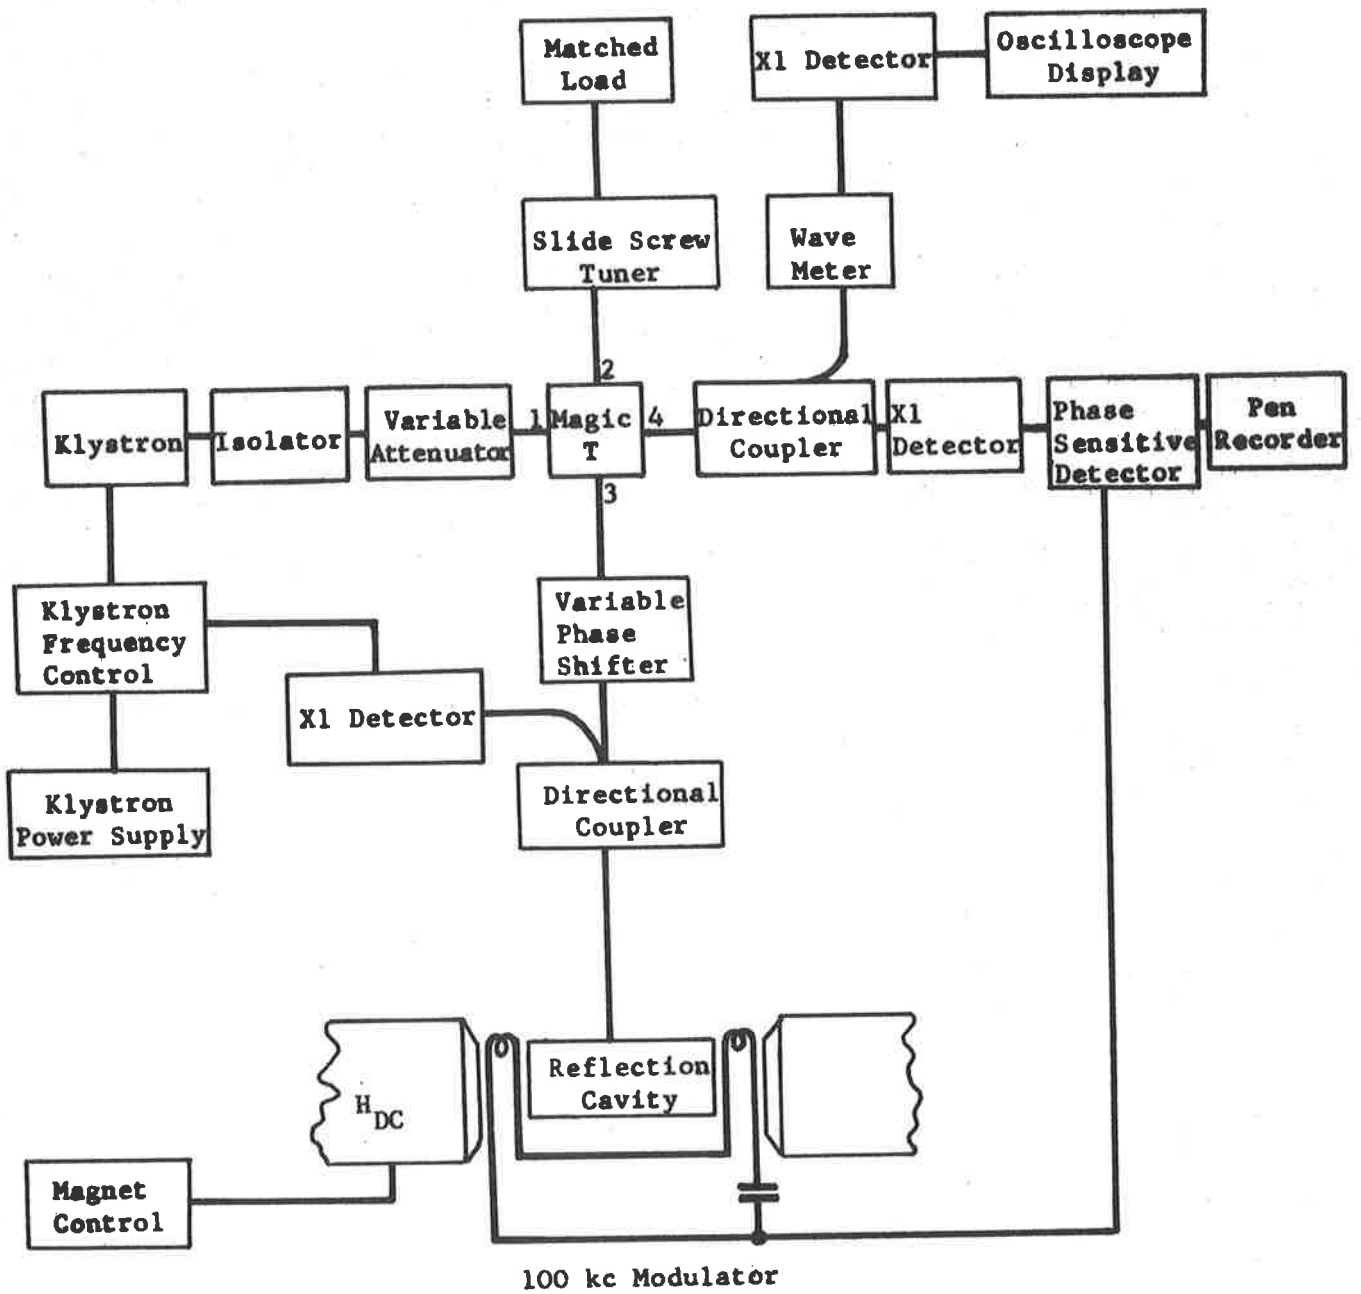 Matched
Load
X1 Detector
Oscilloscope
Display
Slide Screw
Tuner
Wave
Meter
2
Klystron
Isolator
Variable
Attenuator
1
Magic
T
4
3
Directional
Coupler
X1
Detector
Phase
Sensitive
Detector
Pen
Recorder
Klystron
Frequency
Control
Variable
Phase
Shifter
X1 Detector
Klystron
Power Supply
Directional
Coupler
H DC
Reflection
Cavity
Magnet
Control
100 kc Modulator